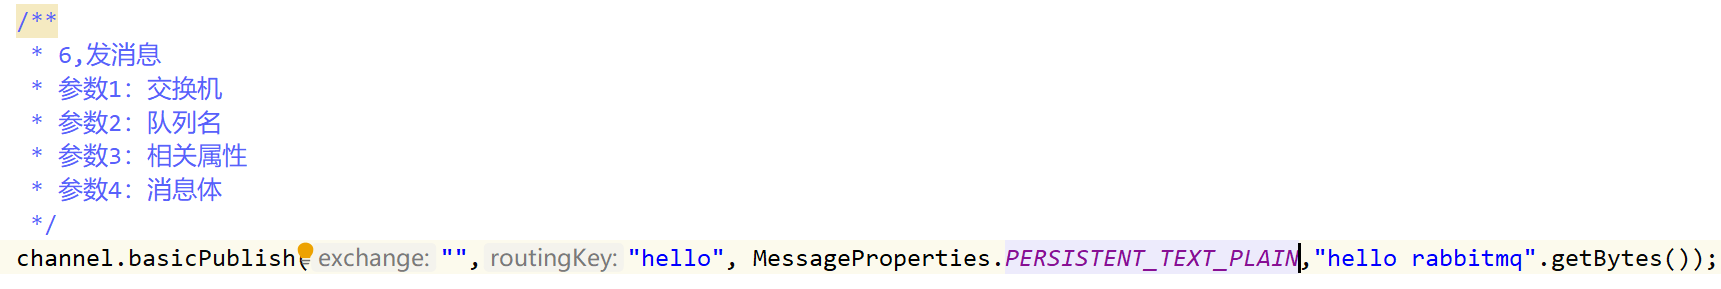 /**
 * 6,发消息
 * 参数1: 交换机
 * 参数2: 队列名
 * 参数3: 相关属性
 * 参数4: 消息体
 */
channel.basicPublish( exchange: "", routingKey: "hello", MessageProperties.PERSISTENT_TEXT_PLAIN,"hello rabbitmq".getBytes());